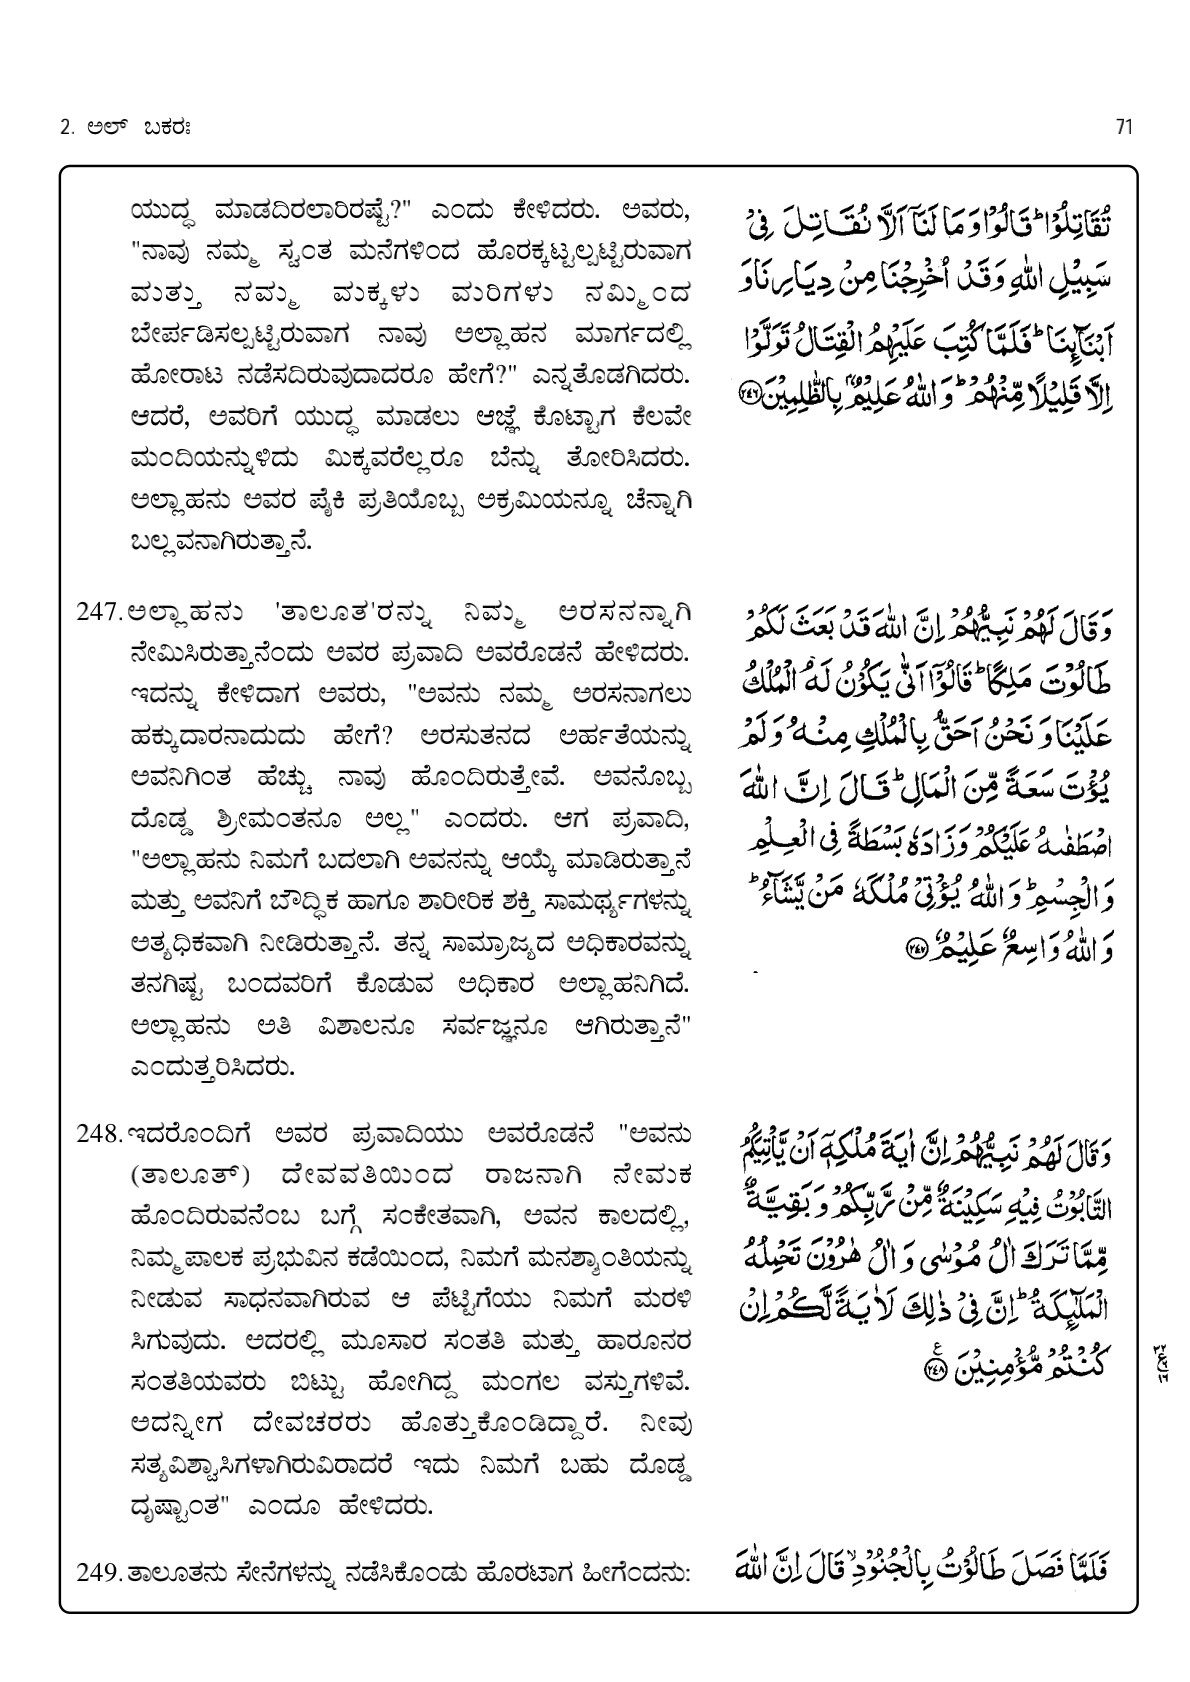 2. ಅಲ್ ಬಕರಃ
71
ಯುದ್ಧ ಮಾಡದಿರಲಾರಿರಷ್ಟೆ?" ಎಂದು ಕೇಳಿದರು. ಅವರು,
"ನಾವು ನಮ್ಮ ಸ್ವಂತ ಮನೆಗಳಿಂದ ಹೊರಕ್ಕಟ್ಟಲ್ಪಟ್ಟಿರುವಾಗ
ಮತ್ತು ನಮ್ಮ ಮಕ್ಕಳು ಮರಿಗಳು ನಮ್ಮಿಂದ
ಬೇರ್ಪಡಿಸಲ್ಪಟ್ಟಿರುವಾಗ ನಾವು ಅಲ್ಲಾಹನ ಮಾರ್ಗದಲ್ಲಿ
ಹೋರಾಟ ನಡೆಸದಿರುವುದಾದರೂ ಹೇಗೆ?" ಎನ್ನತೊಡಗಿದರು.
ಆದರೆ, ಅವರಿಗೆ ಯುದ್ಧ ಮಾಡಲು ಆಜ್ಞೆ ಕೊಟ್ಟಾಗ ಕೆಲವೇ
ಮಂದಿಯನ್ನುಳಿದು ಮಿಕ್ಕವರೆಲ್ಲರೂ ಬೆನ್ನು ತೋರಿಸಿದರು.
ಅಲ್ಲಾಹನು ಅವರ ಪೈಕಿ ಪ್ರತಿಯೊಬ್ಬ ಅಕ್ರಮಿಯನ್ನೂ ಚೆನ್ನಾಗಿ
ಬಲ್ಲವನಾಗಿರುತ್ತಾನೆ.
تُقَاتِلُوْا ؕ قَالُوْا وَمَا لَنَاۤ اَلَّا نُقَاتِلَ فِیْ
سَبِیْلِ اللّٰهِ وَقَدْ اُخْرِجْنَا مِنْ دِیَارِنَا وَ
اَبْنَآىِٕنَا ؕ فَلَمَّا كُتِبَ عَلَیْهِمُ الْقِتَالُ تَوَلَّوْا
اِلَّا قَلِیْلًا مِّنْهُمْ ؕ وَاللّٰهُ عَلِیْمٌۢ بِالظّٰلِمِیْنَ ﴿۲۴۶﴾
247. ಅಲ್ಲಾಹನು 'ತಾಲೂತ'ರನ್ನು ನಿಮ್ಮ ಅರಸನನ್ನಾಗಿ
ನೇಮಿಸಿರುತ್ತಾನೆಂದು ಅವರ ಪ್ರವಾದಿ ಅವರೊಡನೆ ಹೇಳಿದರು.
ಇದನ್ನು ಕೇಳಿದಾಗ ಅವರು, "ಅವನು ನಮ್ಮ ಅರಸನಾಗಲು
ಹಕ್ಕುದಾರನಾದುದು ಹೇಗೆ? ಅರಸುತನದ ಅರ್ಹತೆಯನ್ನು
ಅವನಿಗಿಂತ ಹೆಚ್ಚು ನಾವು ಹೊಂದಿರುತ್ತೇವೆ. ಅವನೊಬ್ಬ
ದೊಡ್ಡ ಶ್ರೀಮಂತನೂ ಅಲ್ಲ" ಎಂದರು. ಆಗ ಪ್ರವಾದಿ,
"ಅಲ್ಲಾಹನು ನಿಮಗೆ ಬದಲಾಗಿ ಅವನನ್ನು ಆಯ್ಕೆ ಮಾಡಿರುತ್ತಾನೆ
ಮತ್ತು ಅವನಿಗೆ ಬೌದ್ಧಿಕ ಹಾಗೂ ಶಾರೀರಿಕ ಶಕ್ತಿ ಸಾಮರ್ಥ್ಯಗಳನ್ನು
ಅತ್ಯಧಿಕವಾಗಿ ನೀಡಿರುತ್ತಾನೆ. ತನ್ನ ಸಾಮ್ರಾಜ್ಯದ ಅಧಿಕಾರವನ್ನು
ತನಗಿಷ್ಟ ಬಂದವರಿಗೆ ಕೊಡುವ ಅಧಿಕಾರ ಅಲ್ಲಾಹನಿಗಿದೆ.
ಅಲ್ಲಾಹನು ಅತಿ ವಿಶಾಲನೂ ಸರ್ವಜ್ಞನೂ ಆಗಿರುತ್ತಾನೆ"
ಎಂದುತ್ತರಿಸಿದರು.
وَقَالَ لَهُمْ نَبِیُّهُمْ اِنَّ اللّٰهَ قَدْ بَعَثَ لَكُمْ
طَالُوْتَ مَلِكًا ؕ قَالُوْۤا اَنّٰی یَكُوْنُ لَهُ الْمُلْكُ
عَلَیْنَا وَ نَحْنُ اَحَقُّ بِالْمُلْكِ مِنْهُ وَلَمْ
یُؤْتَ سَعَةً مِّنَ الْمَالِ ؕ قَالَ اِنَّ اللّٰهَ
اصْطَفٰىهُ عَلَیْكُمْ وَزَادَهٗ بَسْطَةً فِی الْعِلْمِ
وَالْجِسْمِ ؕ وَاللّٰهُ یُؤْتِیْ مُلْكَهٗ مَنْ یَّشَآءُ ؕ
وَاللّٰهُ وَاسِعٌ عَلِیْمٌ ﴿۲۴۷﴾
248. ಇದರೊಂದಿಗೆ ಅವರ ಪ್ರವಾದಿಯು ಅವರೊಡನೆ "ಅವನು
(ತಾಲೂತ್) ದೇವವತಿಯಿಂದ ರಾಜನಾಗಿ ನೇಮಕ
ಹೊಂದಿರುವನೆಂಬ ಬಗ್ಗೆ ಸಂಕೇತವಾಗಿ, ಅವನ ಕಾಲದಲ್ಲಿ,
ನಿಮ್ಮ ಪಾಲಕ ಪ್ರಭುವಿನ ಕಡೆಯಿಂದ, ನಿಮಗೆ ಮನಶ್ಶಾಂತಿಯನ್ನು
ನೀಡುವ ಸಾಧನವಾಗಿರುವ ಆ ಪೆಟ್ಟಿಗೆಯು ನಿಮಗೆ ಮರಳಿ
ಸಿಗುವುದು. ಅದರಲ್ಲಿ ಮೂಸಾರ ಸಂತತಿ ಮತ್ತು ಹಾರೂನರ
ಸಂತತಿಯವರು ಬಿಟ್ಟು ಹೋಗಿದ್ದ ಮಂಗಲ ವಸ್ತುಗಳಿವೆ.
ಅದನ್ನೀಗ ದೇವಚರರು ಹೊತ್ತುಕೊಂಡಿದ್ದಾರೆ. ನೀವು
ಸತ್ಯವಿಶ್ವಾಸಿಗಳಾಗಿರುವಿರಾದರೆ ಇದು ನಿಮಗೆ ಬಹು ದೊಡ್ಡ
ದೃಷ್ಟಾಂತ" ಎಂದೂ ಹೇಳಿದರು.
وَقَالَ لَهُمْ نَبِیُّهُمْ اِنَّ اٰیَةَ مُلْكِهٖۤ اَنْ یَّاْتِیَكُمُ
التَّابُوْتُ فِیْهِ سَكِیْنَةٌ مِّنْ رَّبِّكُمْ وَبَقِیَّةٌ
مِّمَّا تَرَكَ اٰلُ مُوْسٰی وَ اٰلُ هٰرُوْنَ تَحْمِلُهُ
الْمَلٰٓىِٕكَةُ ؕ اِنَّ فِیْ ذٰلِكَ لَاٰیَةً لَّكُمْ اِنْ
كُنْتُمْ مُّؤْمِنِیْنَ ﴿۲۴۸﴾ ع
249. ತಾಲೂತನು ಸೇನೆಗಳನ್ನು ನಡೆಸಿಕೊಂಡು ಹೊರಟಾಗ ಹೀಗೆಂದನು:
فَلَمَّا فَصَلَ طَالُوْتُ بِالْجُنُوْدِ ۙ قَالَ اِنَّ اللّٰهَ